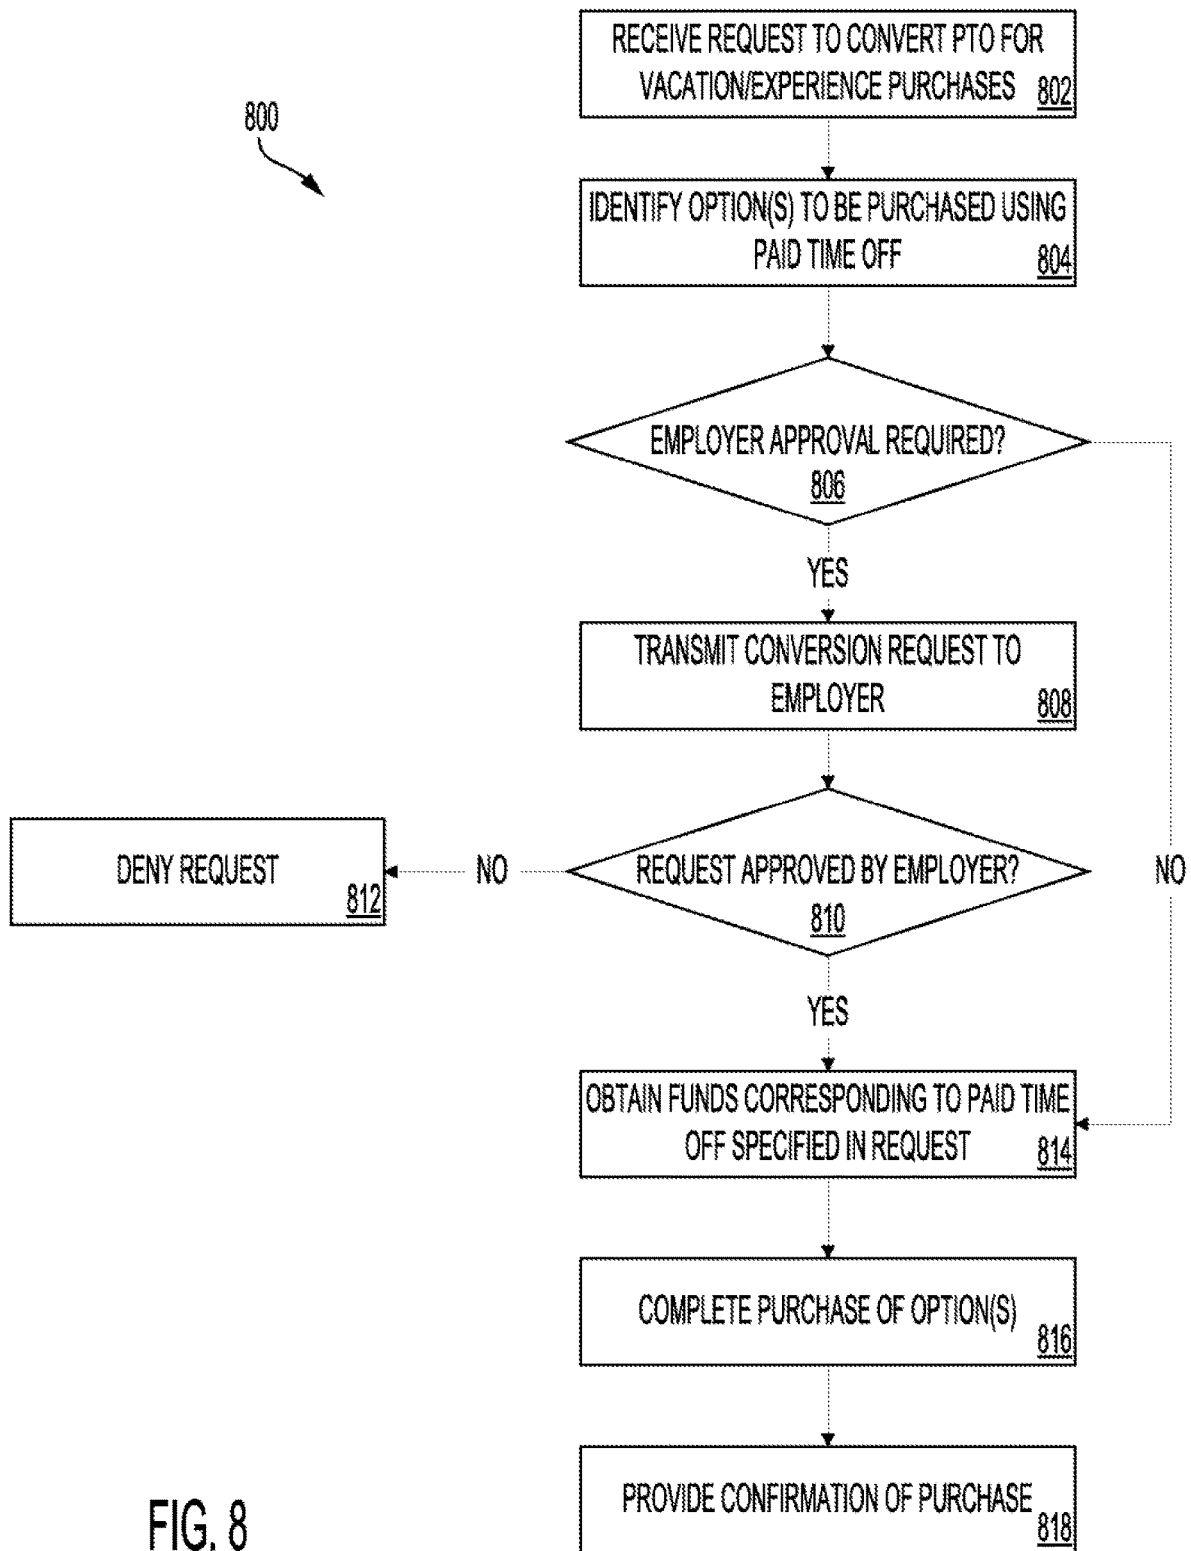 RECEIVE REQUEST TO CONVERT PTO FOR
VACATION/EXPERIENCE PURCHASES 802
800
IDENTIFY OPTION(S) TO BE PURCHASED USING
PAID TIME OFF 804
EMPLOYER APPROVAL REQUIRED?
806
YES
TRANSMIT CONVERSION REQUEST TO
EMPLOYER 808
DENY REQUEST
812
NO
REQUEST APPROVED BY EMPLOYER?
810
NO
YES
OBTAIN FUNDS CORRESPONDING TO PAID TIME
OFF SPECIFIED IN REQUEST 814
COMPLETE PURCHASE OF OPTION(S)
816
PROVIDE CONFIRMATION OF PURCHASE
818
FIG. 8